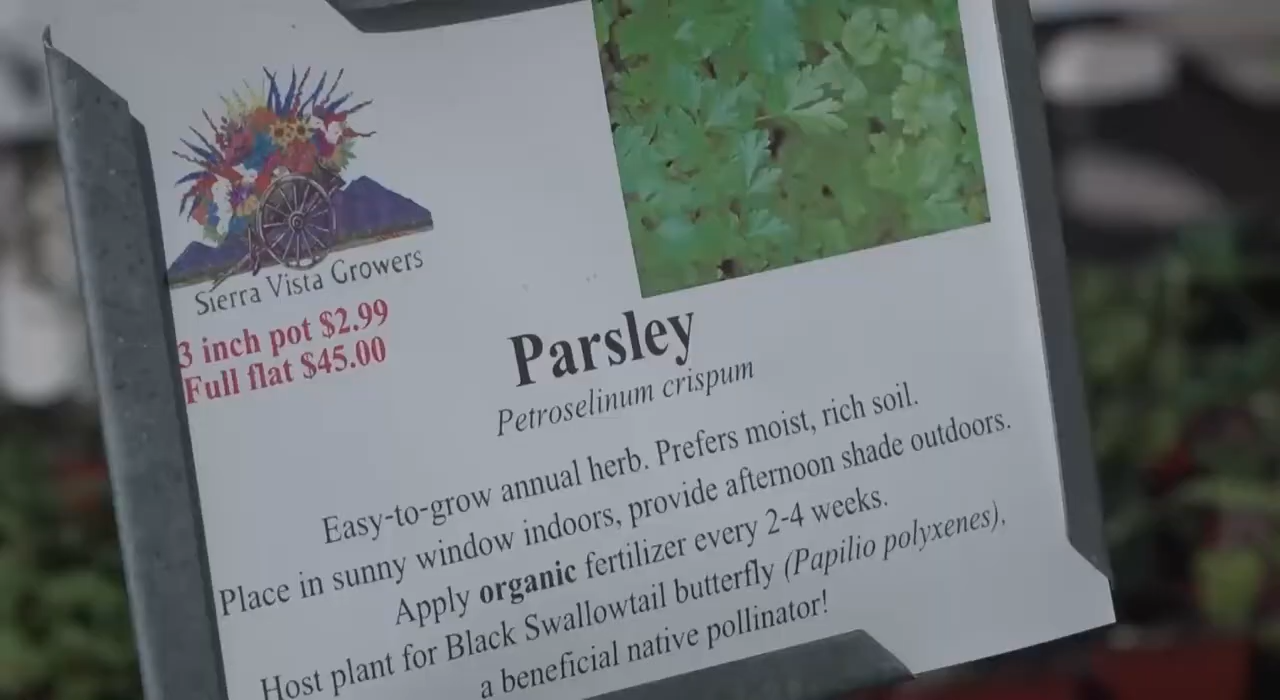 Sierra Vista Growers
3 inch pot $2.99
Full flat $45.00
Parsley
Petroselinum crispum
Easy-to-grow annual herb. Prefers moist, rich soil.
Place in sunny window indoors, provide afternoon shade outdoors.
Apply organic fertilizer every 2-4 weeks.
Host plant for Black Swallowtail butterfly (Papilio polyxenes),
a beneficial native pollinator!